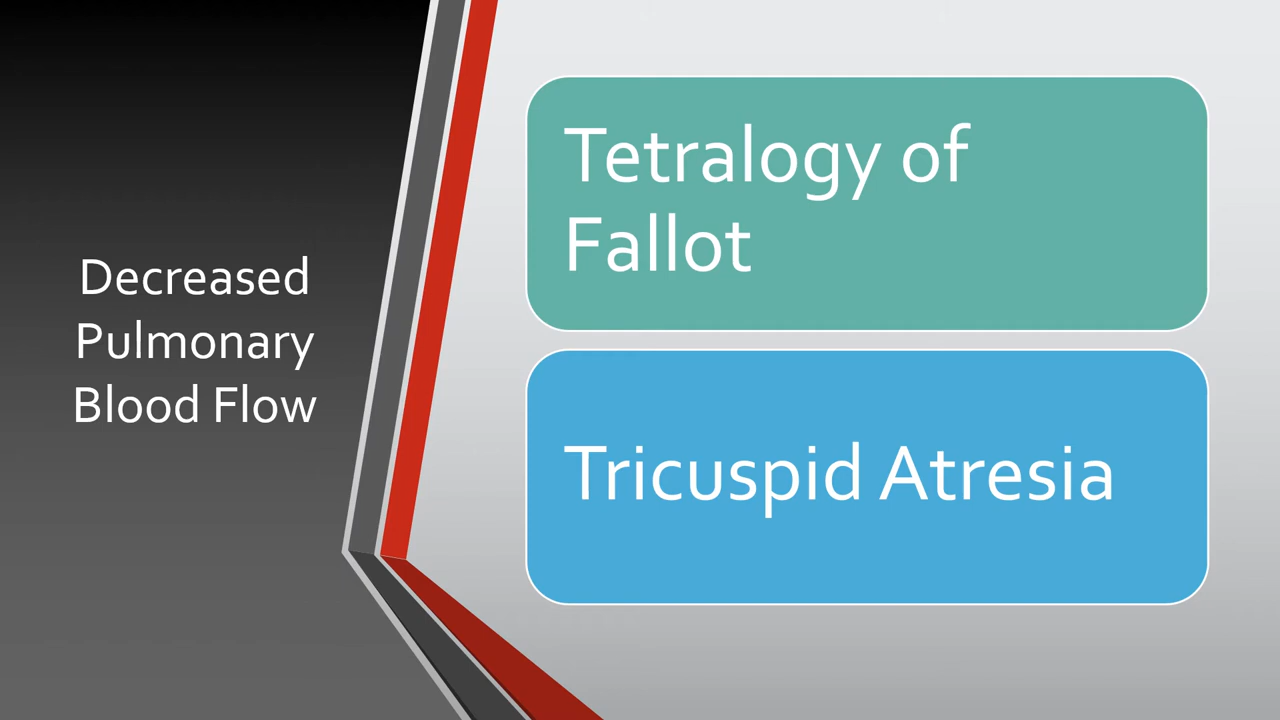 Decreased
Pulmonary
Blood Flow
Tetralogy of
Fallot
Tricuspid Atresia